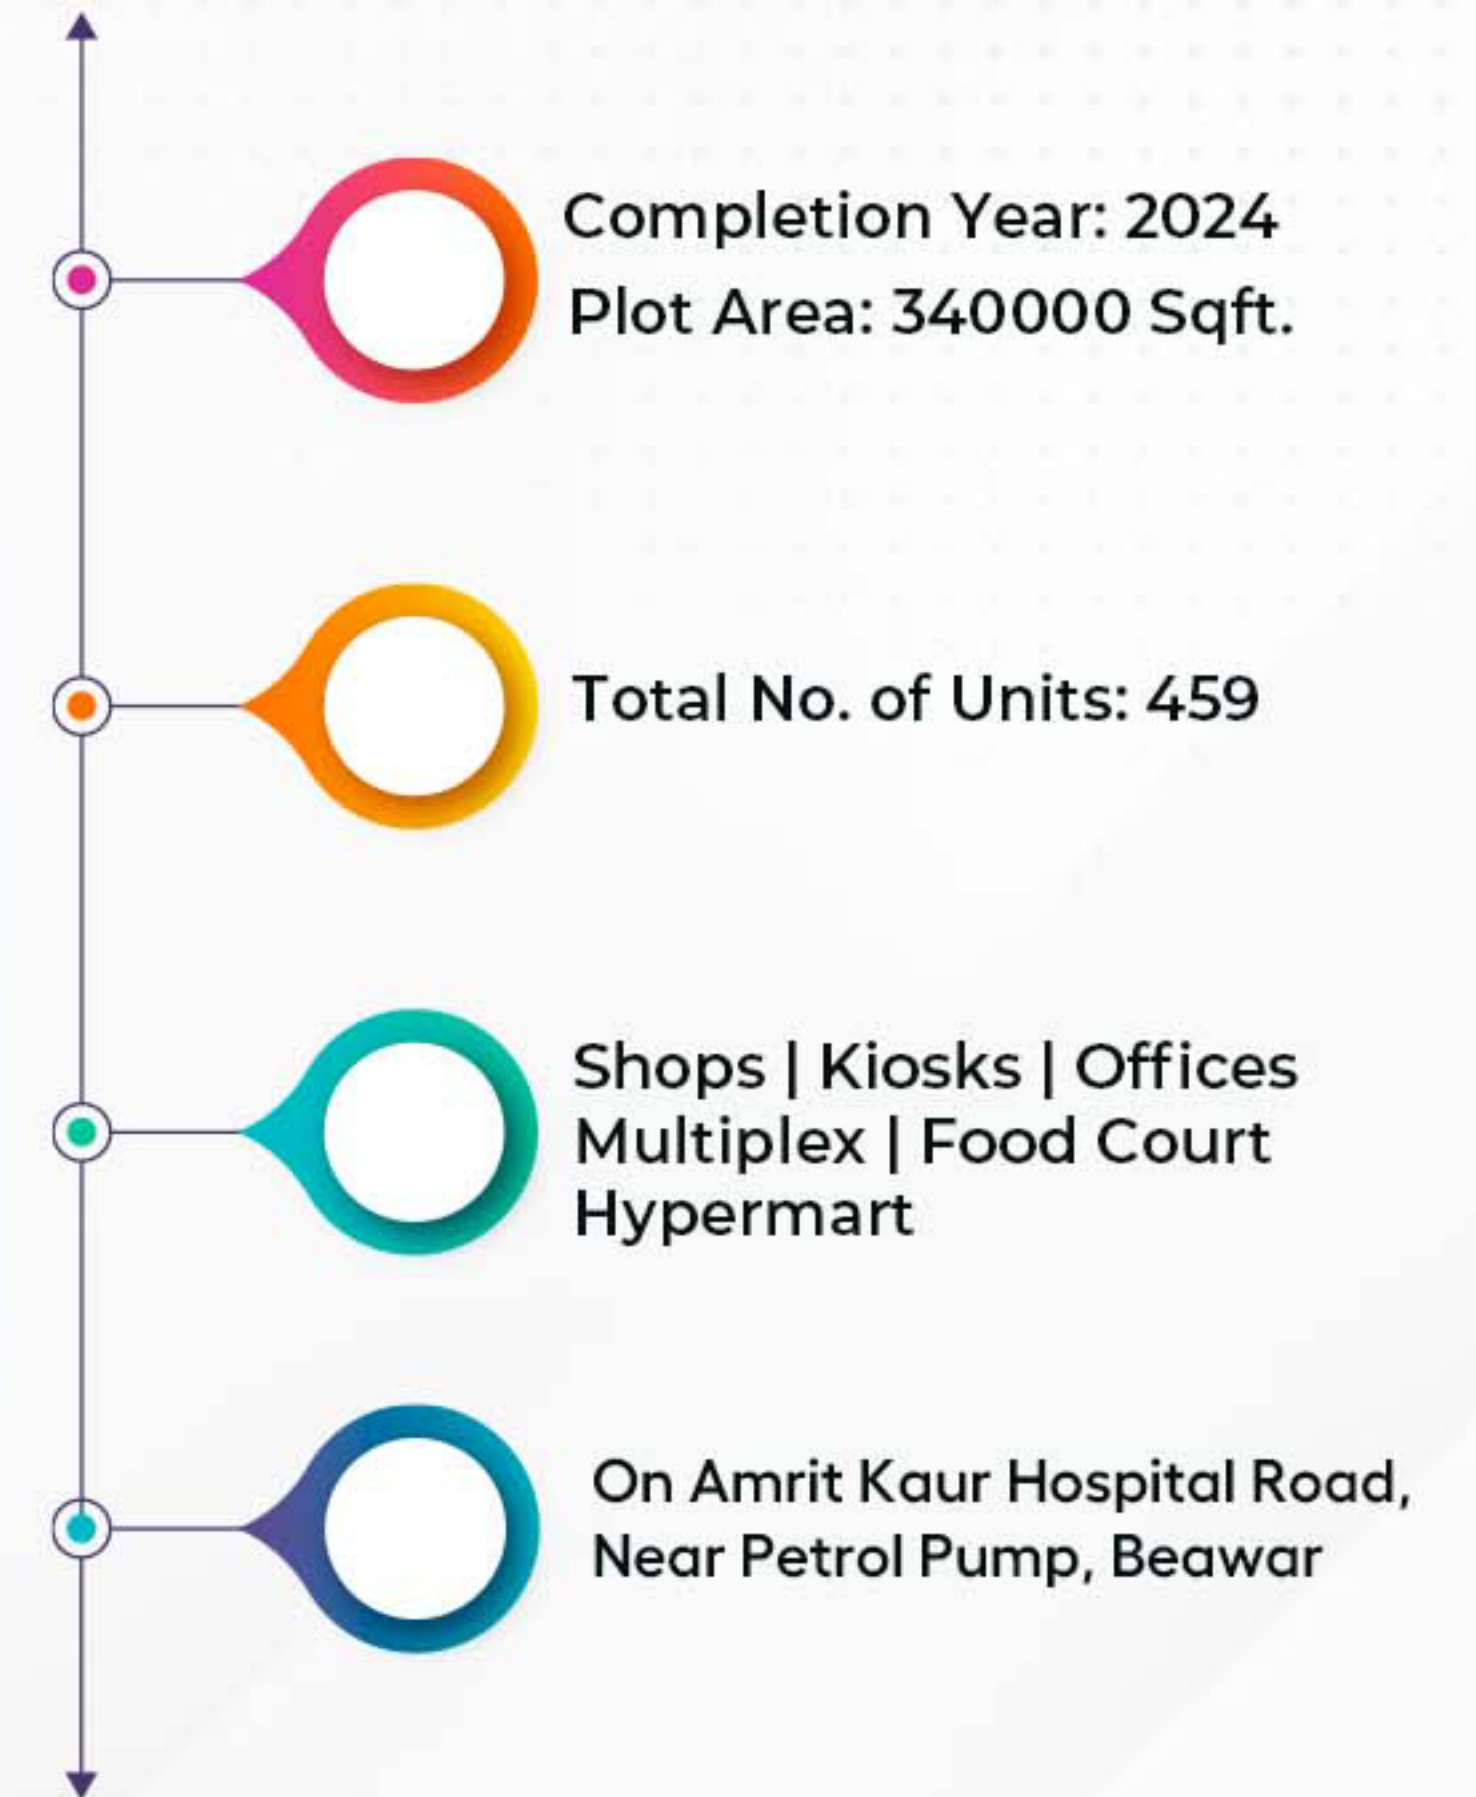 Completion Year: 2024
Plot Area: 340000 Sqft.
Total No. of Units: 459
Shops | Kiosks | Offices
Multiplex | Food Court
Hypermart
On Amrit Kaur Hospital Road,
Near Petrol Pump, Beawar